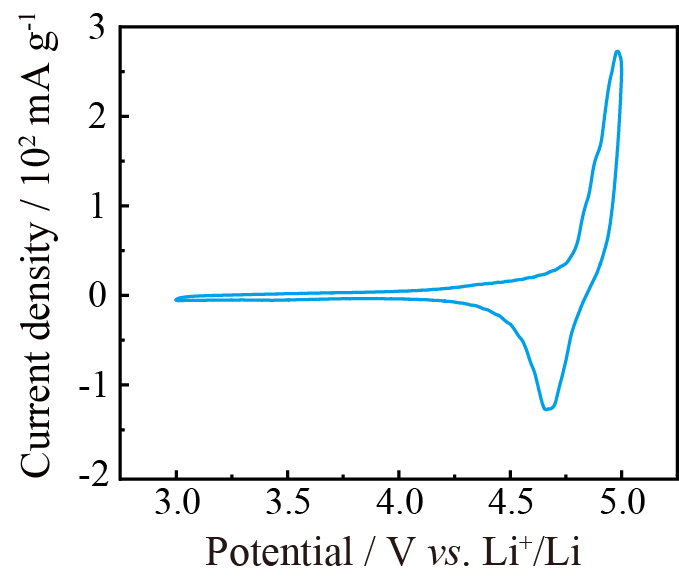 Current density / 10² mA g⁻¹
3
2
1
0
-1
-2
3.0 3.5 4.0 4.5 5.0
Potential / V vs. Li⁺/Li